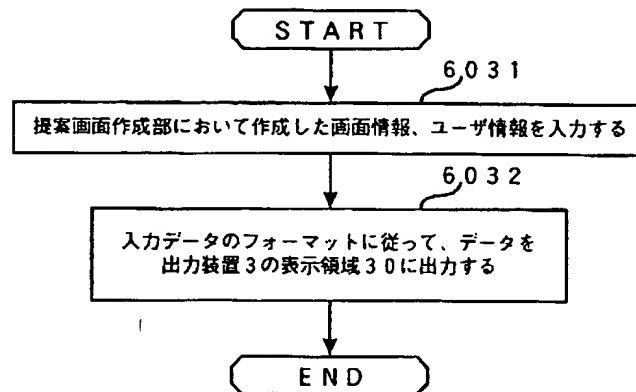 START
6031
提案画面作成部において作成した画面情報、ユーザ情報を入力する
6032
入力データのフォーマットに従って、データを
出力装置3の表示領域30に出力する
END